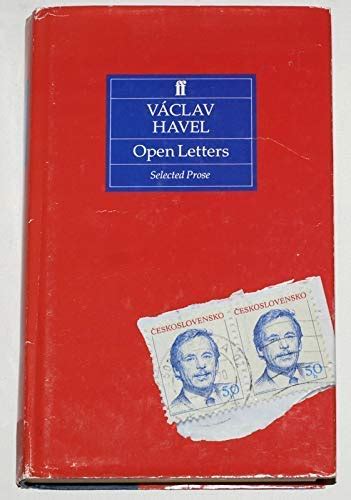 ff
VÁCLAV
HAVEL
Open Letters
Selected Prose
ČESKOSLOVENSKO
50
ČESKOSLOVENSKO
50